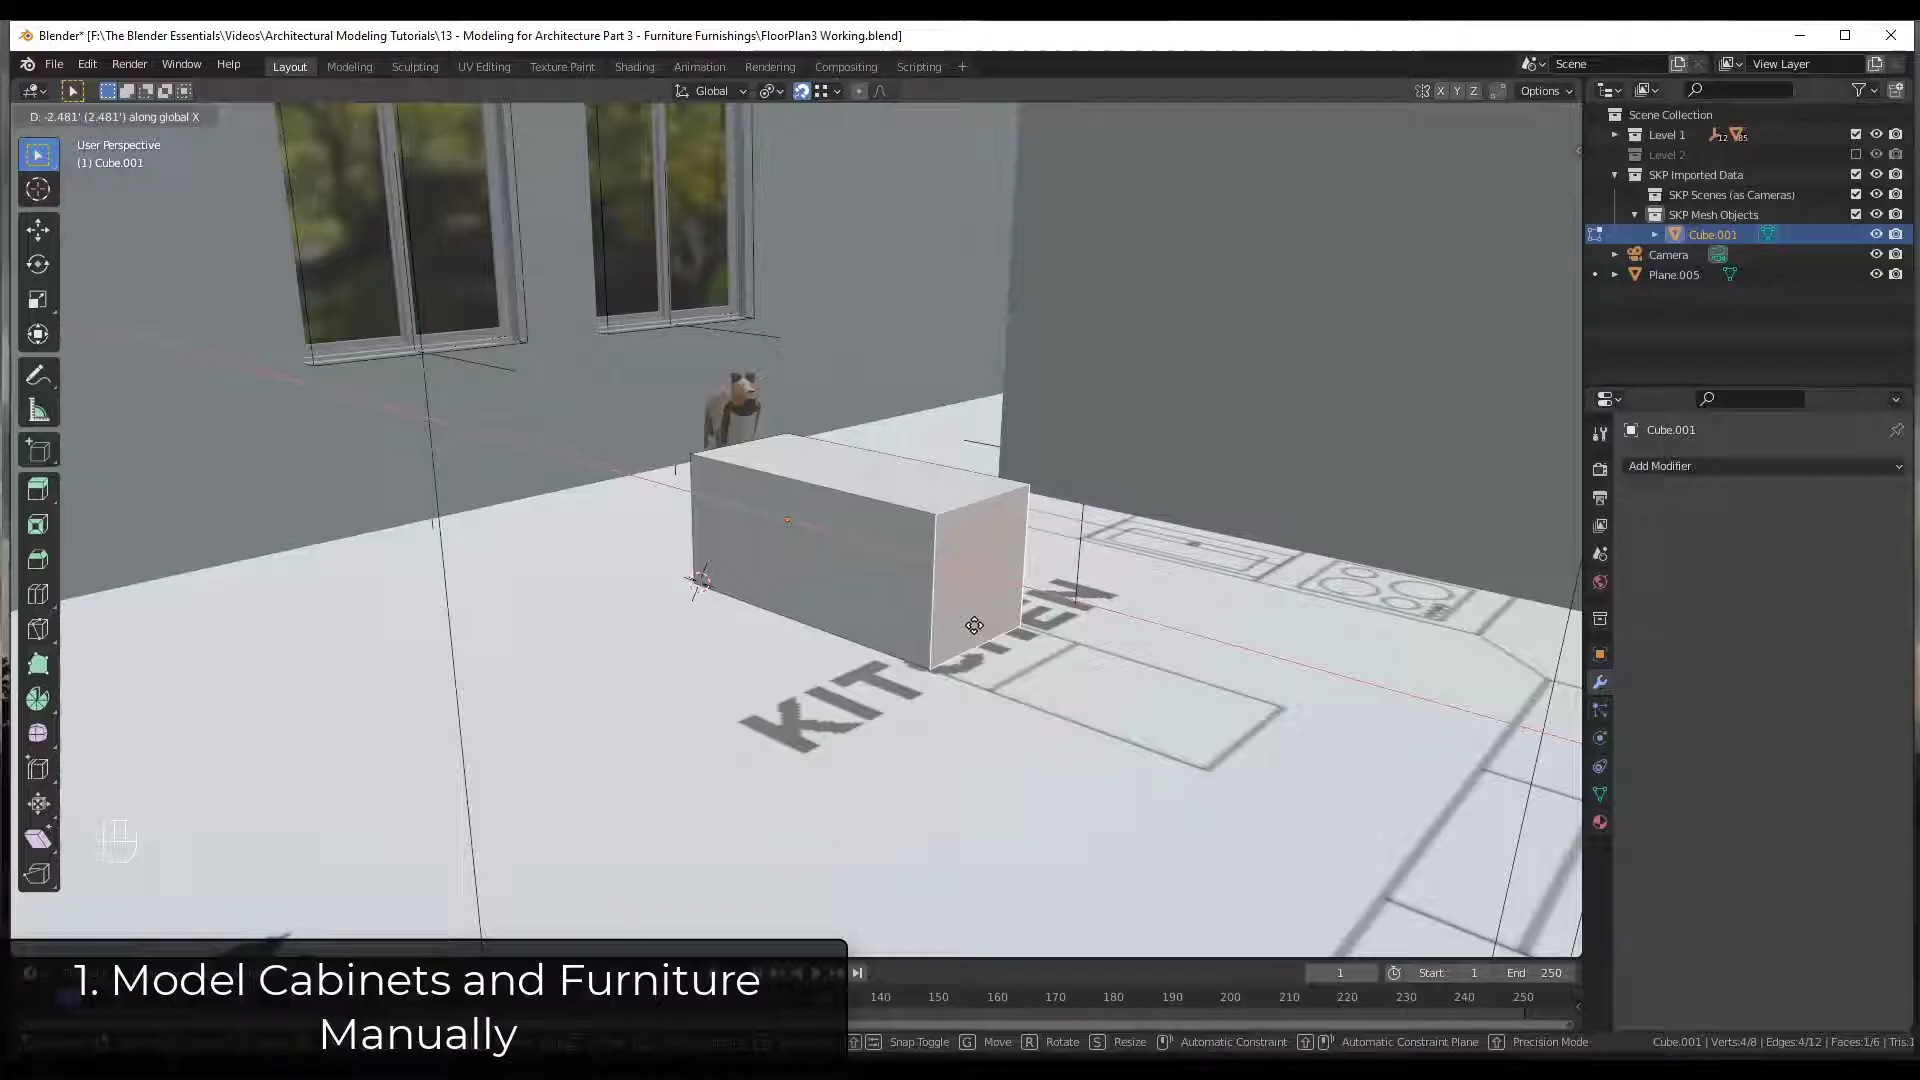 Blender* [F:\The Blender Essentials\Videos\Architectural Modeling Tutorials\13 - Modeling for Architecture Part 3 - Furniture Furnishings\FloorPlan3 Working.blend]
File Edit Render Window Help Layout Modeling Sculpting UV Editing Texture Paint Shading Animation Rendering Compositing Scripting + Scene View Layer
Global X Y Z Options
D: -2.481' (2.481') along global X
User Perspective
(1) Cube.001
Scene Collection
Level 1 12 35
Level 2
SKP Imported Data
SKP Scenes (as Cameras)
SKP Mesh Objects
Cube.001
Camera
Plane.005
Cube.001
Add Modifier
KITCHEN
1. Model Cabinets and Furniture
Manually
1 Start 1 End 250
140 150 160 170 180 190 200 210 220 230 240 250
Snap Toggle G Move R Rotate S Resize Automatic Constraint Automatic Constraint Plane Precision Mode
Cube.001 | Verts:4/8 | Edges:4/12 | Faces:1/6 | Tris:1